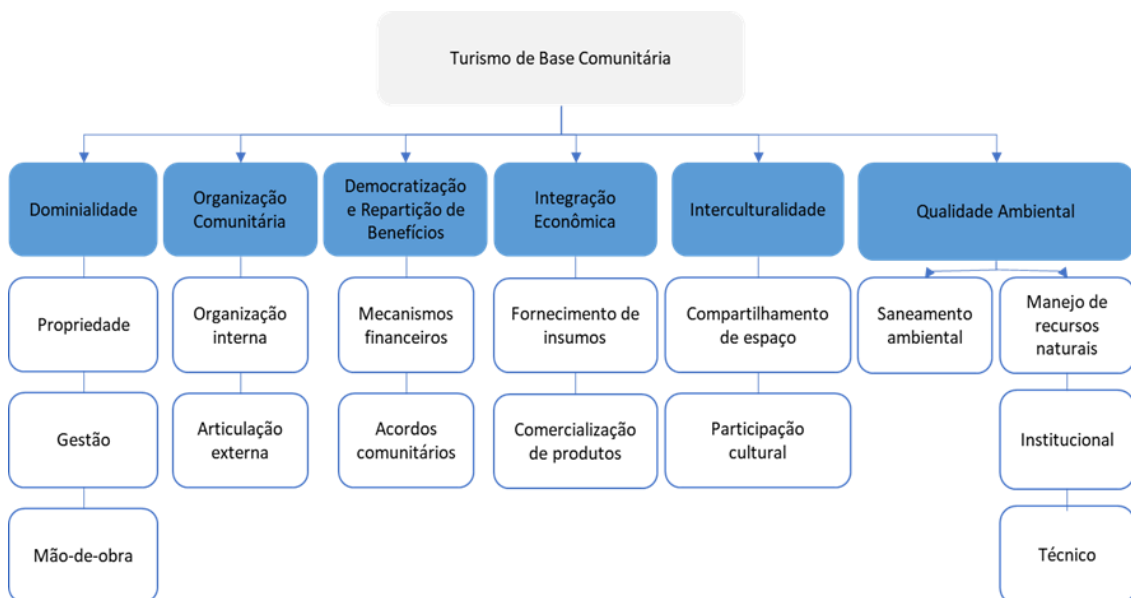 Turismo de Base Comunitária
Dominialidade
Organização
Comunitária
Democratização
e Repartição de
Benefícios
Integração
Econômica
Interculturalidade
Qualidade Ambiental
Propriedade
Organização
interna
Mecanismos
financeiros
Fornecimento de
insumos
Compartilhamento
de espaço
Saneamento
ambiental
Manejo de
recursos
naturais
Gestão
Articulação
externa
Acordos
comunitários
Comercialização
de produtos
Participação
cultural
Institucional
Mão-de-obra
Técnico